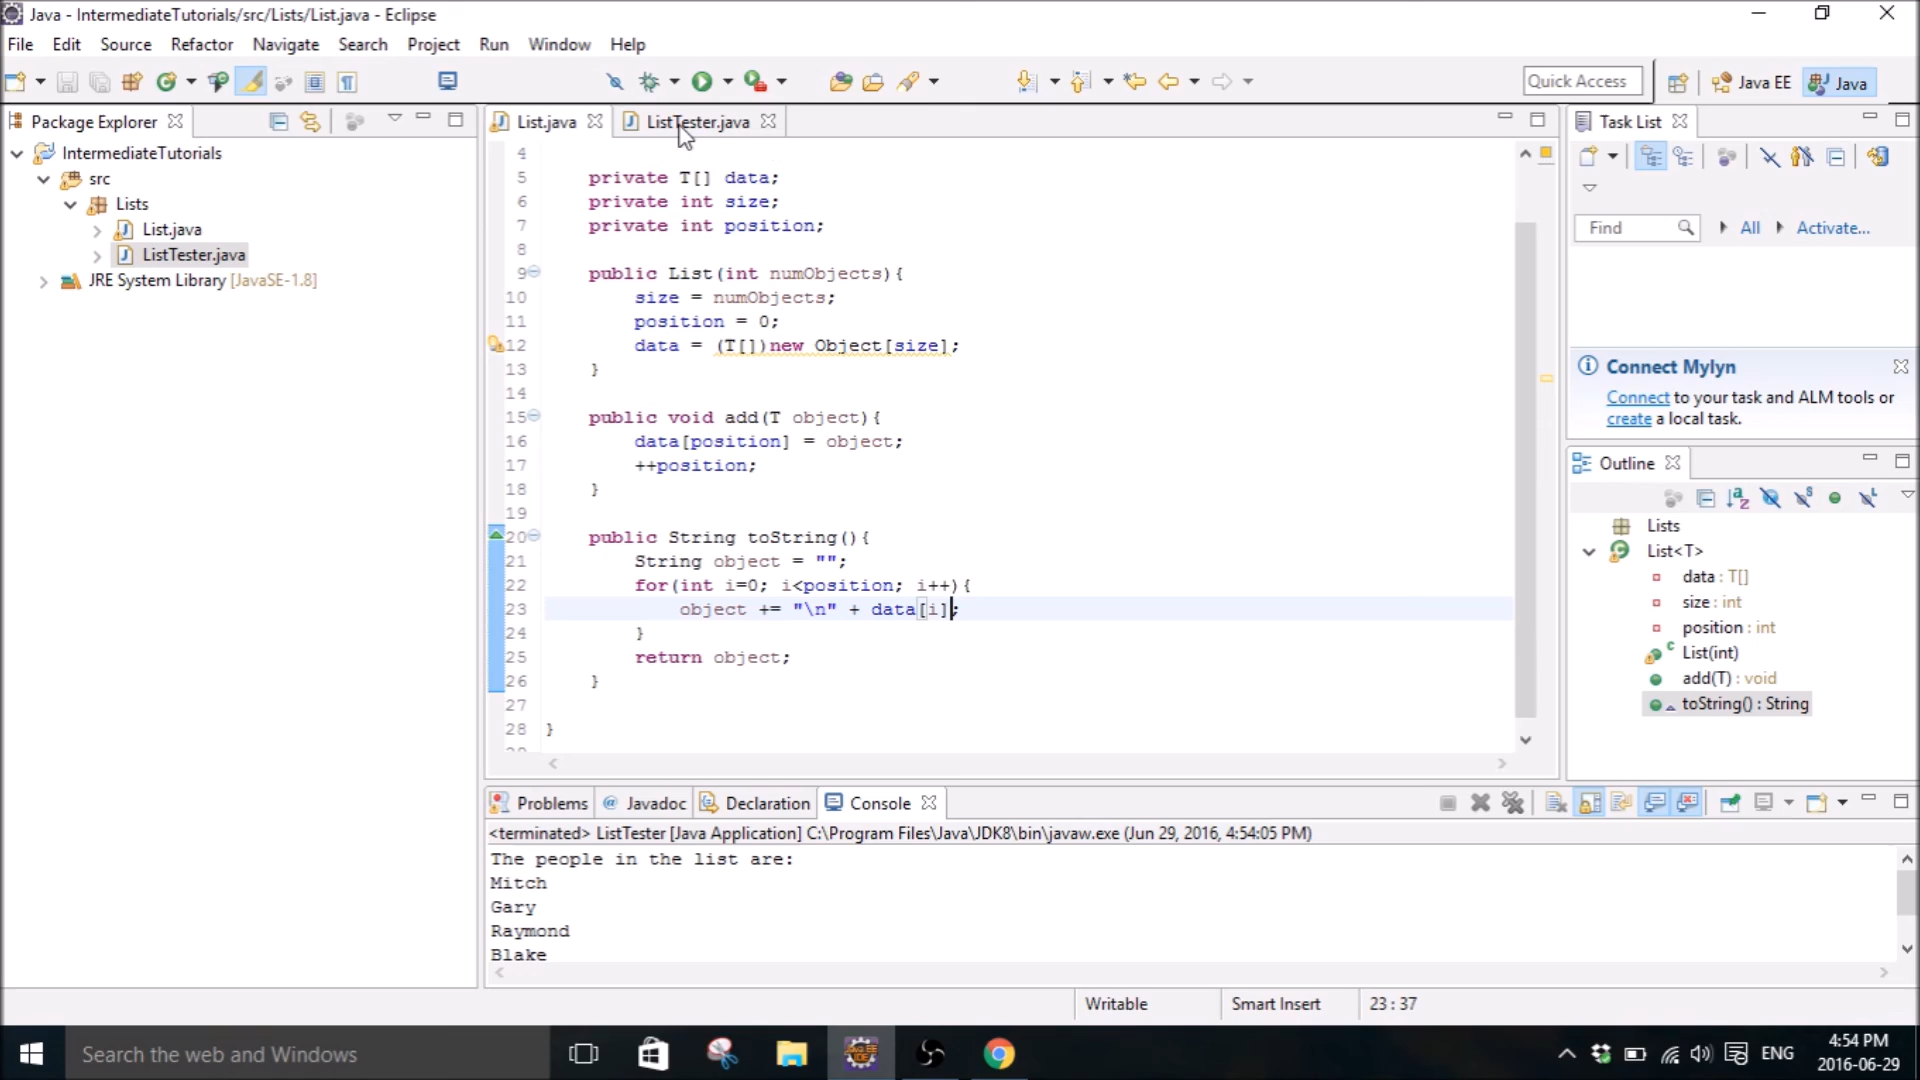 Java - IntermediateTutorials/src/Lists/List.java - Eclipse
File Edit Source Refactor Navigate Search Project Run Window Help
Quick Access Java EE Java
Package Explorer
IntermediateTutorials
src
Lists
List.java
ListTester.java
JRE System Library [JavaSE-1.8]
List.java ListTester.java
4
5 private T[] data;
6 private int size;
7 private int position;
8
9 public List(int numObjects){
10 size = numObjects;
11 position = 0;
12 data = (T[])new Object[size];
13 }
14
15 public void add(T object){
16 data[position] = object;
17 ++position;
18 }
19
20 public String toString(){
21 String object = "";
22 for(int i=0; i<position; i++){
23 object += "\n" + data[i];
24 }
25 return object;
26 }
27
28 }
Task List
Find All Activate...
Connect Mylyn
Connect to your task and ALM tools or
create a local task.
Outline
Lists
List<T>
data : T[]
size : int
position : int
List(int)
add(T) : void
toString() : String
Problems @ Javadoc Declaration Console
<terminated> ListTester [Java Application] C:\Program Files\Java\JDK8\bin\javaw.exe (Jun 29, 2016, 4:54:05 PM)
The people in the list are:
Mitch
Gary
Raymond
Blake
Writable Smart Insert 23 : 37
Search the web and Windows
ENG
4:54 PM
2016-06-29